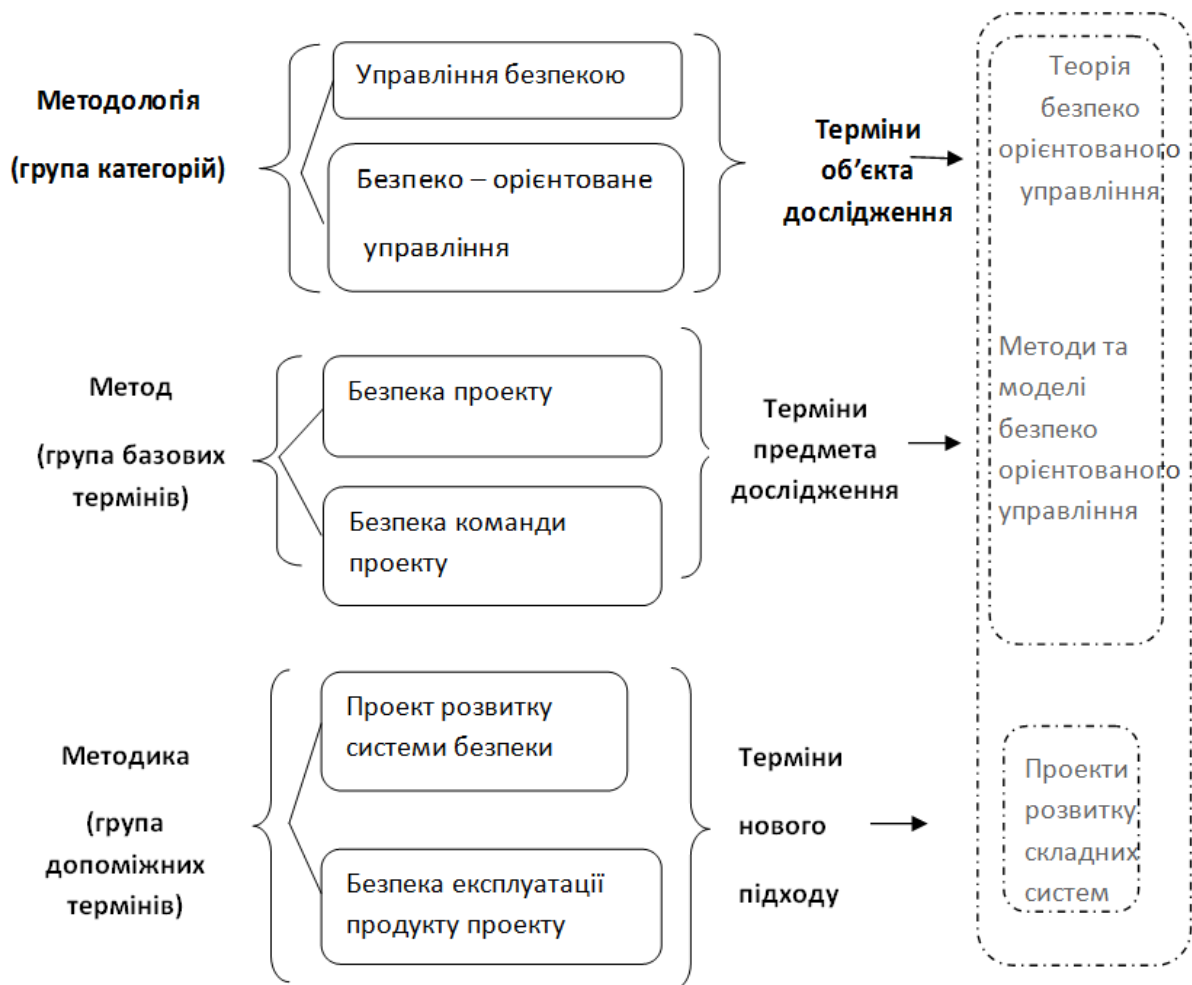 Методологія
(група категорій)
Управління безпекою
Безпеко – орієнтоване
управління
Терміни
об’єкта
дослідження
Теорія
безпеко
орієнтованого
управління
Метод
(група базових
термінів)
Безпека проекту
Безпека команди
проекту
Терміни
предмета
дослідження
Методи та
моделі
безпеко
орієнтованого
управління
Методика
(група
допоміжних
термінів)
Проект розвитку
системи безпеки
Безпека експлуатації
продукту проекту
Терміни
нового
підходу
Проекти
розвитку
складних
систем